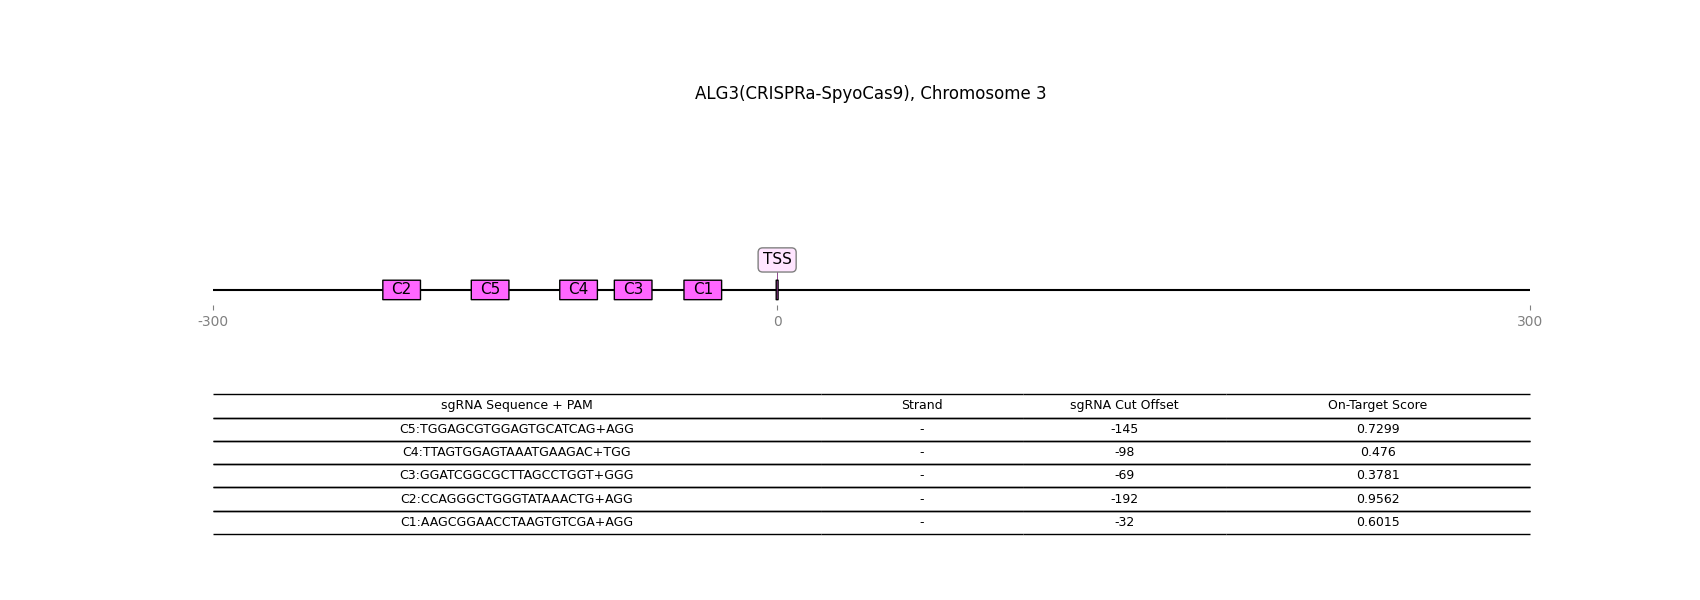 ALG3(CRISPRa-SpyoCas9), Chromosome 3
TSS
C2 C5 C4 C3 C1
-300 0 300
sgRNA Sequence + PAM Strand sgRNA Cut Offset On-Target Score
C5:TGGAGCGTGGAGTGCATCAG+AGG - -145 0.7299
C4:TTAGTGGAGTAAATGAAGAC+TGG - -98 0.476
C3:GGATCGGCGCTTAGCCTGGT+GGG - -69 0.3781
C2:CCAGGGCTGGGTATAAACTG+AGG - -192 0.9562
C1:AAGCGGAACCTAAGTGTCGA+AGG - -32 0.6015